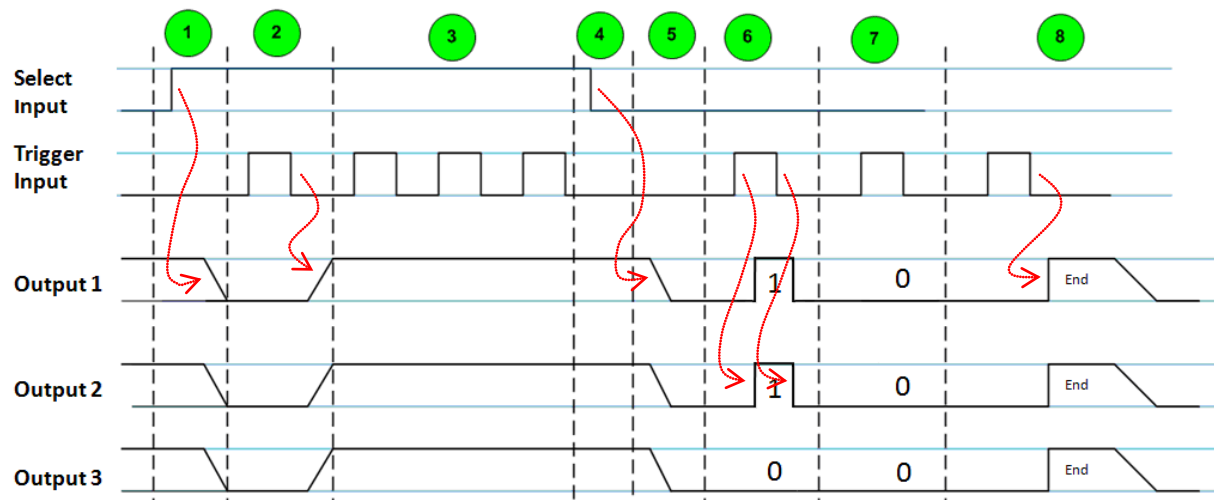 1 2 3 4 5 6 7 8
Select
Input
Trigger
Input
Output 1 1 0 End
Output 2 1 0 End
Output 3 0 0 End